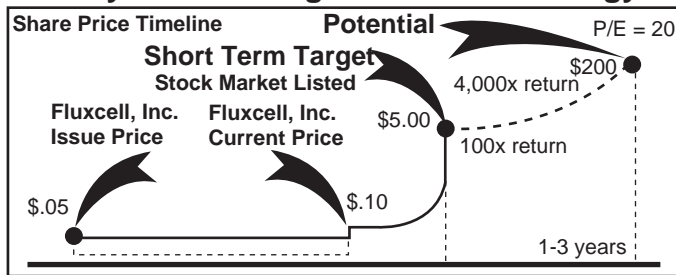 Share Price Timeline
Potential
P/E = 20
Short Term Target
Stock Market Listed
4,000x return
$200
Fluxcell, Inc.
Issue Price
Fluxcell, Inc.
Current Price
$5.00
100x return
$.05
$.10
1-3 years